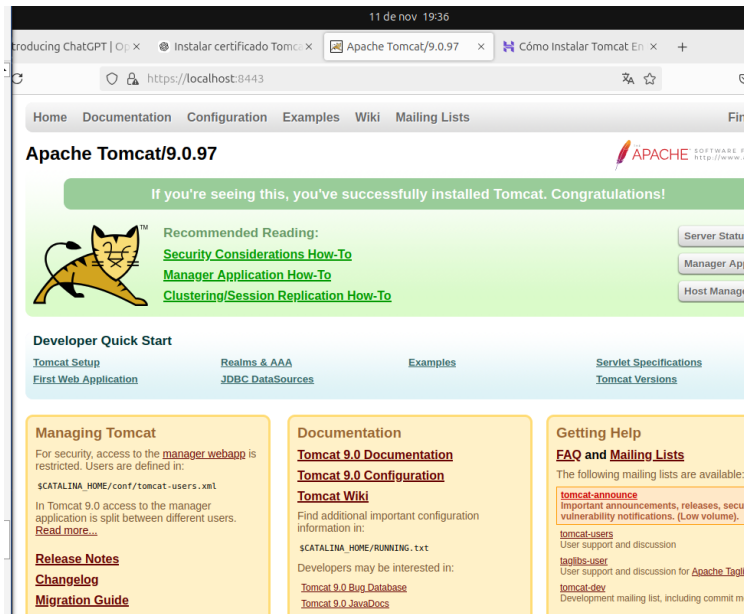 11 de nov 19:36
troducing ChatGPT | Op
Instalar certificado Tomca
Apache Tomcat/9.0.97
Cómo Instalar Tomcat En
https://localhost:8443
Home Documentation Configuration Examples Wiki Mailing Lists Fin
Apache Tomcat/9.0.97
APACHE
If you're seeing this, you've successfully installed Tomcat. Congratulations!
TM
Recommended Reading:
Security Considerations How-To
Manager Application How-To
Clustering/Session Replication How-To
Server Statu
Manager App
Host Manage
Developer Quick Start
Tomcat Setup
First Web Application
Realms & AAA
JDBC DataSources
Examples
Servlet Specifications
Tomcat Versions
Managing Tomcat
For security, access to the manager webapp is
restricted. Users are defined in:
$CATALINA_HOME/conf/tomcat-users.xml
In Tomcat 9.0 access to the manager
application is split between different users.
Read more...
Release Notes
Changelog
Migration Guide
Documentation
Tomcat 9.0 Documentation
Tomcat 9.0 Configuration
Tomcat Wiki
Find additional important configuration
information in:
$CATALINA_HOME/RUNNING.txt
Developers may be interested in:
Tomcat 9.0 Bug Database
Tomcat 9.0 JavaDocs
Getting Help
FAQ and Mailing Lists
The following mailing lists are available:
tomcat-announce
Important announcements, releases, secu
vulnerability notifications. (Low volume).
tomcat-users
User support and discussion
taglibs-user
User support and discussion for Apache Tagli
tomcat-dev
Development mailing list, including commit m